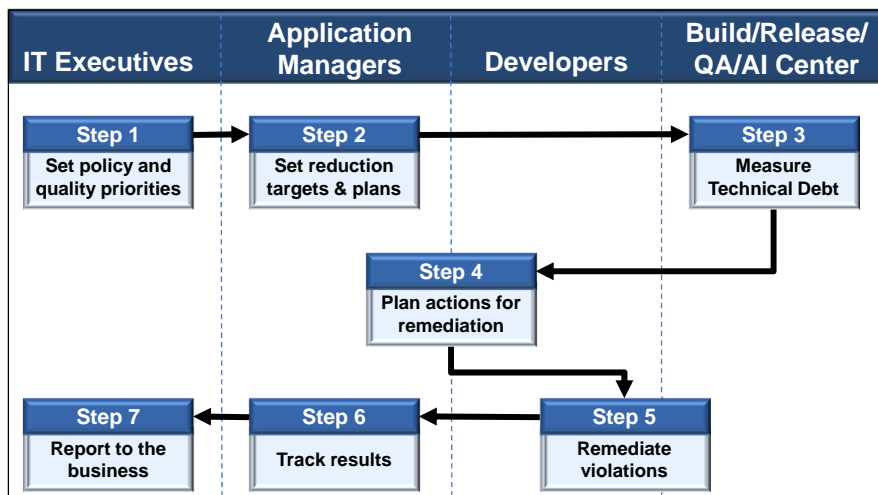 IT Executives
Application
Managers
Developers
Build/Release/
QA/AI Center
Step 1
Set policy and
quality priorities
Step 2
Set reduction
targets & plans
Step 3
Measure
Technical Debt
Step 4
Plan actions for
remediation
Step 7
Report to the
business
Step 6
Track results
Step 5
Remediate
violations